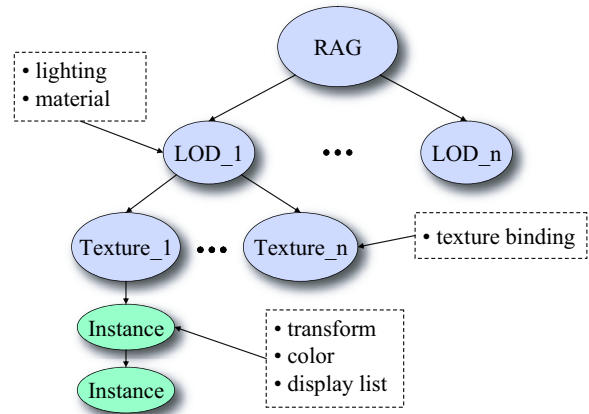 RAG
• lighting
• material
LOD_1
•••
LOD_n
Texture_1
•••
Texture_n
• texture binding
Instance
• transform
• color
• display list
Instance